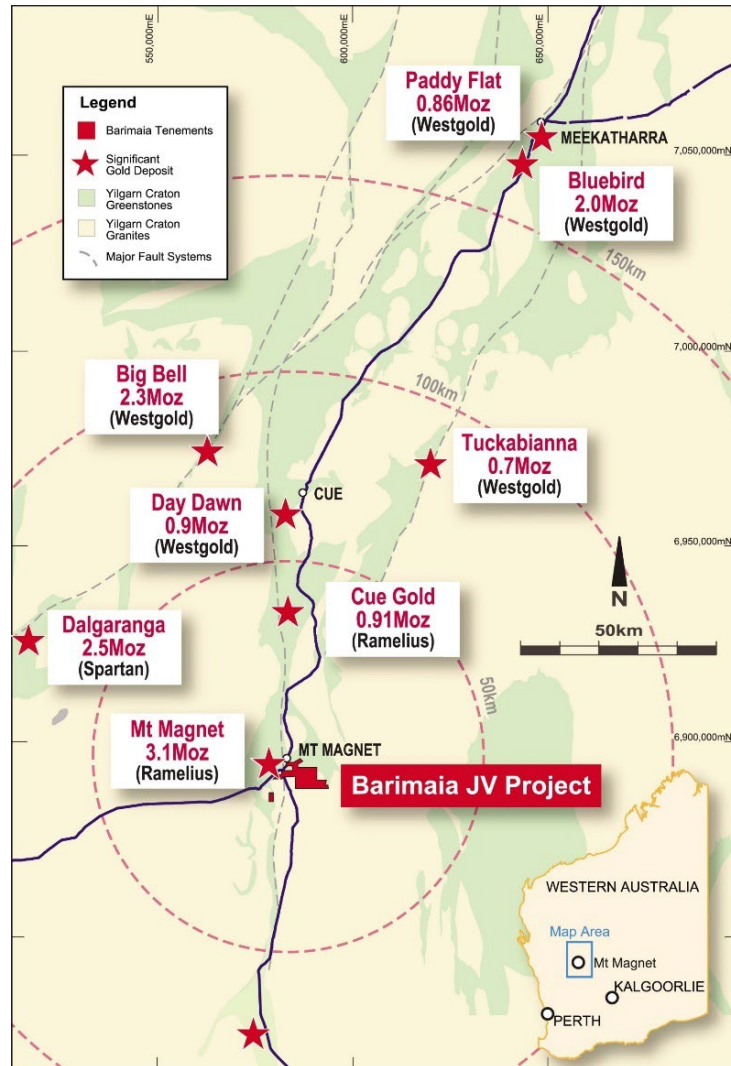 550,000mE
600,000mE
650,000mE
Legend
Barimaia Tenements
Significant
Gold Deposit
Yilgarn Craton
Greenstones
Yilgarn Craton
Granites
Major Fault Systems
Paddy Flat
0.86Moz
(Westgold)
MEEKATHARRA
7,050,000mN
Bluebird
2.0Moz
(Westgold)
150km
7,000,000mN
100km
Big Bell
2.3Moz
(Westgold)
Tuckabianna
0.7Moz
(Westgold)
CUE
Day Dawn
0.9Moz
(Westgold)
6,950,000mN
N
50km
Cue Gold
0.91Moz
(Ramelius)
Dalgaranga
2.5Moz
(Spartan)
50km
Mt Magnet
3.1Moz
(Ramelius)
MT MAGNET
6,900,000mN
Barimaia JV Project
WESTERN AUSTRALIA
Map Area
Mt Magnet
KALGOORLIE
PERTH